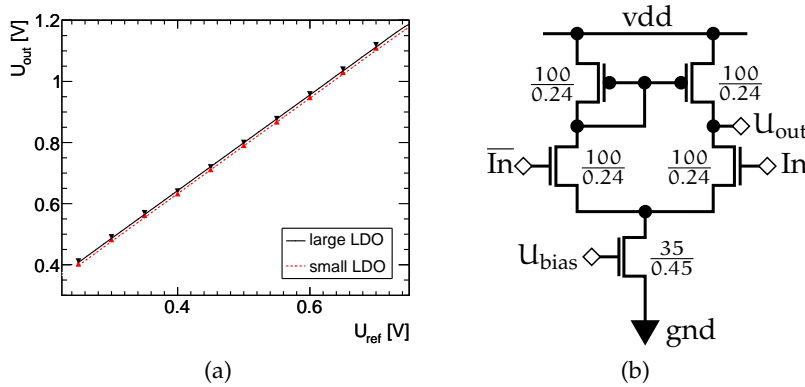 1.2
1
0.8
0.6
0.4
U_out [V]
0.4
0.6
U_ref [V]
large LDO
small LDO
(a)
vdd
100/0.24
100/0.24
U_out
In̅
100/0.24
100/0.24
In
U_bias
35/0.45
gnd
(b)